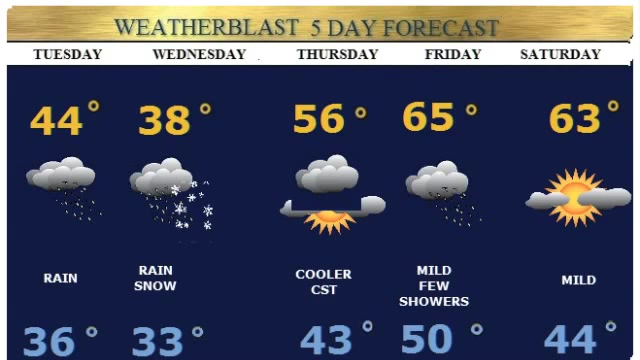 WEATHERBLAST 5 DAY FORECAST
TUESDAY WEDNESDAY THURSDAY FRIDAY SATURDAY
44° 38° 56° 65° 63°
RAIN
RAIN
SNOW
COOLER
CST
MILD
FEW
SHOWERS
MILD
36° 33° 43° 50° 44°